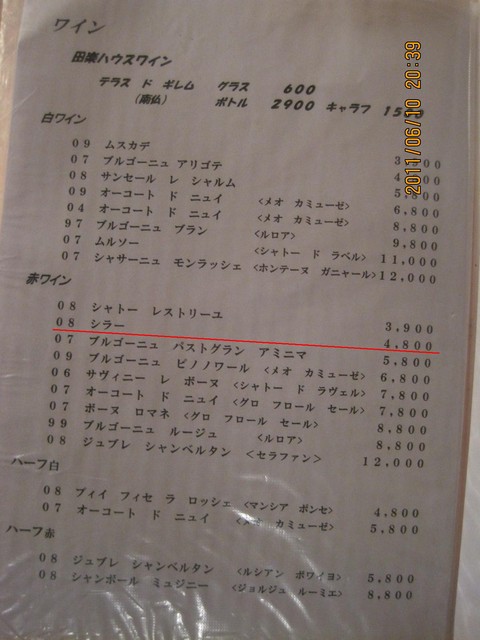 ワイン
田楽ハウスワイン
テラス ド ギレム グラス 600
(南仏) ボトル 2900 キャラフ 1500
白ワイン
09 ムスカデ 3,900
07 ブルゴーニュ アリゴテ
08 サンセール レ シャルム 5,800
09 オーコート ド ニュイ <メオ カミューゼ> 6,800
04 オーコート ド ニュイ <メオ カミューゼ> 8,800
97 ブルゴーニュ ブラン <ルロア> 9,800
07 ムルソー <シャトー ド ラベル> 11,000
07 シャサーニュ モンラッシェ <ホンテーヌ ガニャール> 12,000
赤ワイン
08 シャトー レストリーユ 3,900
08 シラー 4,800
07 ブルゴーニュ パストグラン アミニマ 5,800
09 ブルゴーニュ ピノノワール <メオ カミューゼ> 6,800
06 サヴィニー レ ボーヌ <シャトー ド ラヴェル> 7,800
07 オーコート ド ニュイ <グロ フロール セール> 7,800
07 ボーヌ ロマネ <グロ フロール セール> 8,800
99 ブルゴーニュ ルージュ <ルロア> 8,800
08 ジュブレ シャンベルタン <セラファン> 12,000
ハーフ白
08 プィイ フィセ ラ ロッシェ <マンシア ポンセ> 4,800
07 オーコート ド ニュイ <メオ カミューゼ> 5,800
ハーフ赤
08 ジュブレ シャンベルタン <ルシアン ボワイヨ> 5,800
08 シャンボール ミュジニー <ジョルジュ ルーミエ> 8,800
2011/06/10 20:39